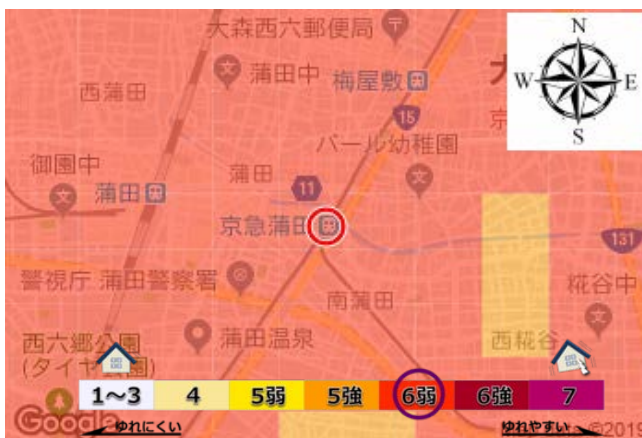 大森西六郵便局
N
蒲田中
梅屋敷
W
E
西蒲田
15
S
パール幼稚園
御園中
蒲田
蒲田
11
京急蒲田
131
警視庁 蒲田警察署
糀谷中
南蒲田
西六郷公園
(タイヤ公園)
蒲田温泉
西糀谷
1～3
4
5弱
5強
6弱
6強
7
Google
ゆれにくい
ゆれやすい
©2019